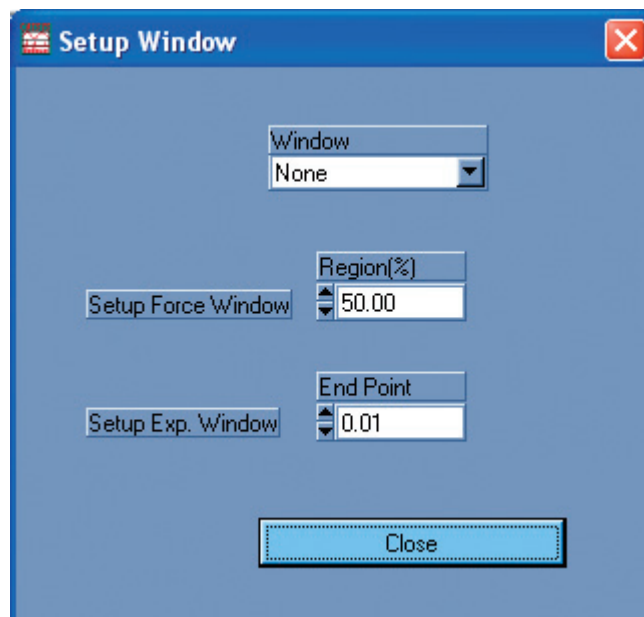 Setup Window
Window
None
Region(%)
Setup Force Window
50.00
End Point
Setup Exp. Window
0.01
Close